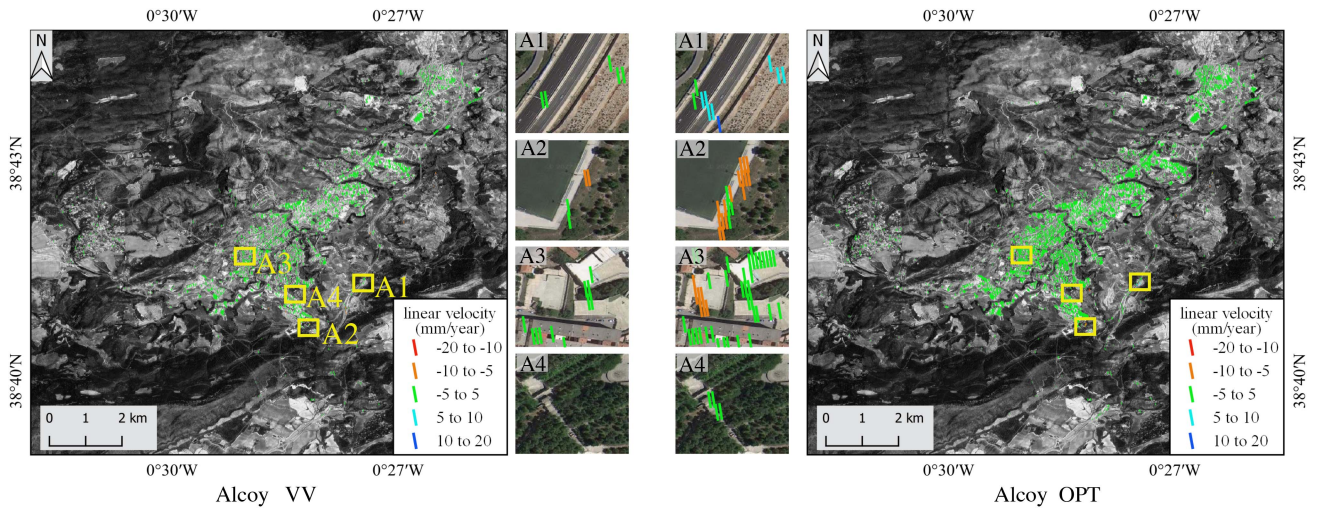 0°30′W 0°27′W 0°30′W 0°27′W
N
A1
A1
N
38°43′N
A2
A2
38°43′N
A3
A4
A1
A2
A3
A3
linear velocity
(mm/year)
-20 to -10
-10 to -5
-5 to 5
5 to 10
10 to 20
linear velocity
(mm/year)
-20 to -10
-10 to -5
-5 to 5
5 to 10
10 to 20
38°40′N
A4
A4
38°40′N
0 1 2 km
0 1 2 km
0°30′W 0°27′W 0°30′W 0°27′W
Alcoy VV
Alcoy OPT